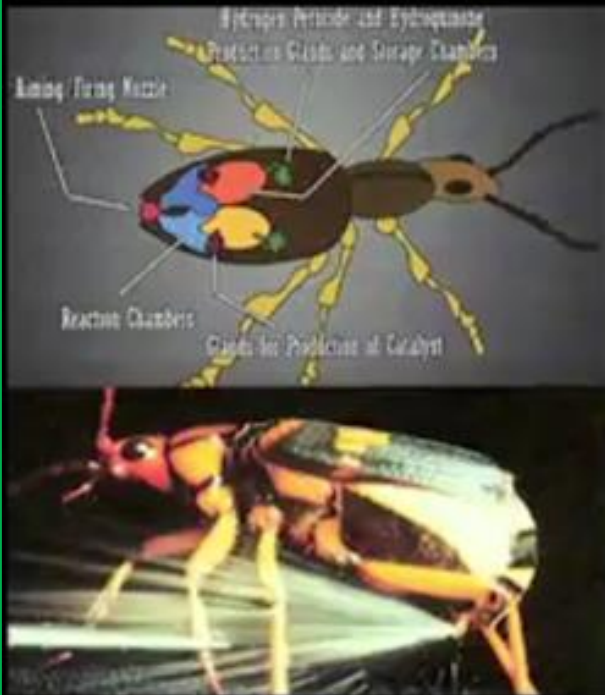 Hydrogen Peroxide and Hydroquinone
Production Glands and Storage Chambers
Aiming/Firing Nozzle
Reaction Chambers
Glands for Production of Catalyst